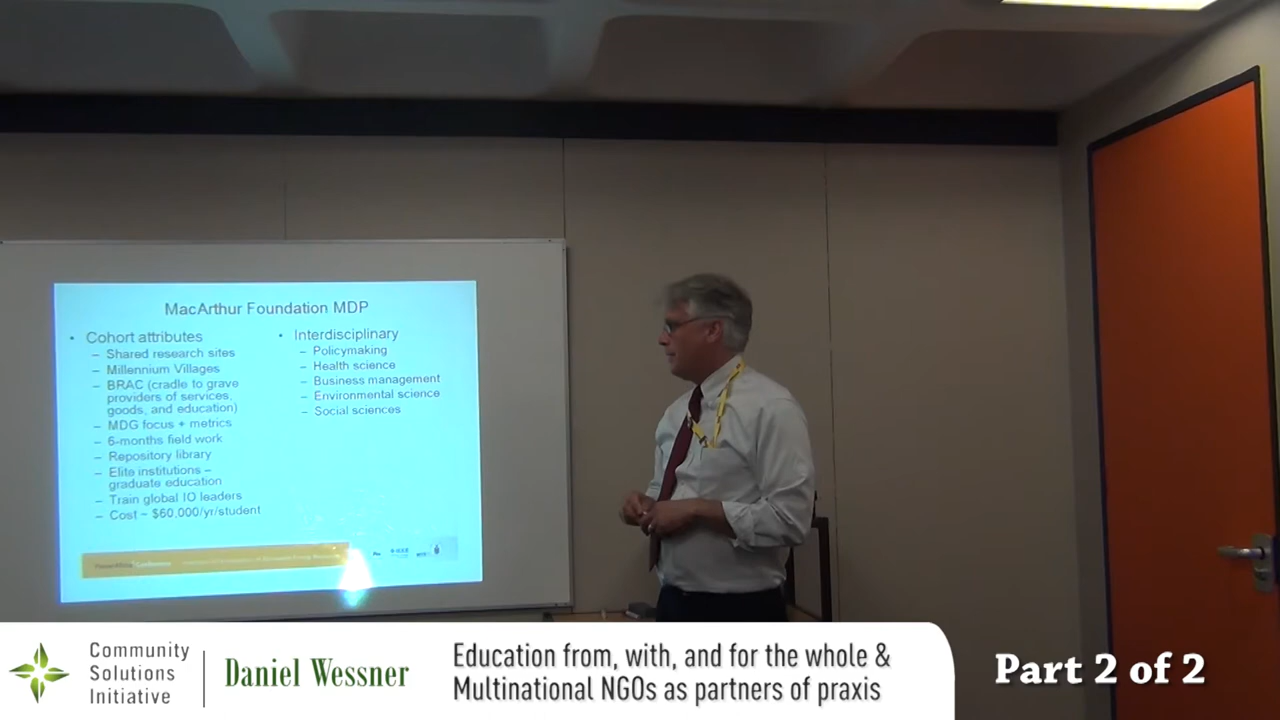 MacArthur Foundation MDP
• Cohort attributes
– Shared research sites
– Millennium Villages
– BRAC (cradle to grave
providers of services,
goods, and education)
– MDG focus + metrics
– 6-months field work
– Repository library
– Elite institutions –
graduate education
– Train global IO leaders
– Cost ~ $60.000/yr/student
• Interdisciplinary
– Policymaking
– Health science
– Business management
– Environmental science
– Social sciences
Community
Solutions
Initiative
Daniel Wessner
Education from, with, and for the whole &
Multinational NGOs as partners of praxis
Part 2 of 2